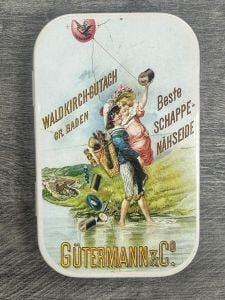 WALDKIRCH-GUTACH
GR. BADEN
Beste
SCHAPPE-
NÄHSEIDE
GÜTERMANN & Co.